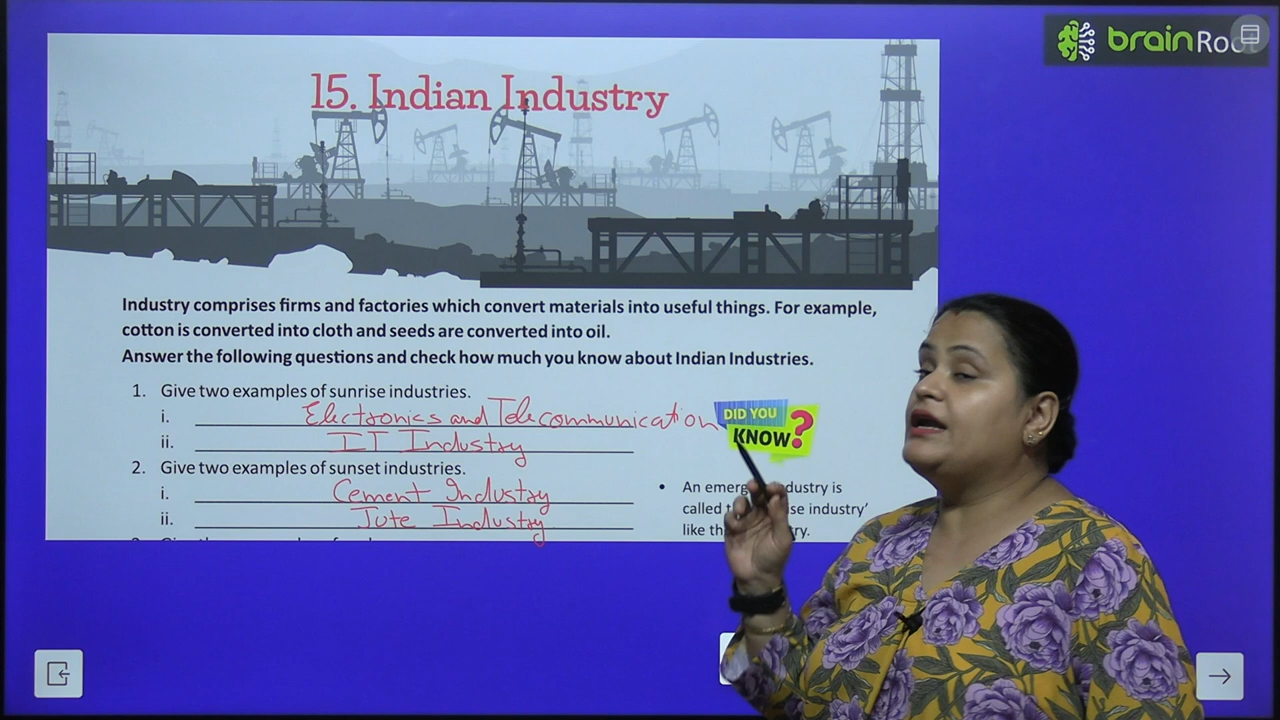 brainRoot
15. Indian Industry
Industry comprises firms and factories which convert materials into useful things. For example,
cotton is converted into cloth and seeds are converted into oil.
Answer the following questions and check how much you know about Indian Industries.
1. Give two examples of sunrise industries.
i. Electronics and Telecommunication
ii. IT Industry
2. Give two examples of sunset industries.
i. Cement Industry
ii. Jute Industry
DID YOU
KNOW?
• An industry is
called industry'
like